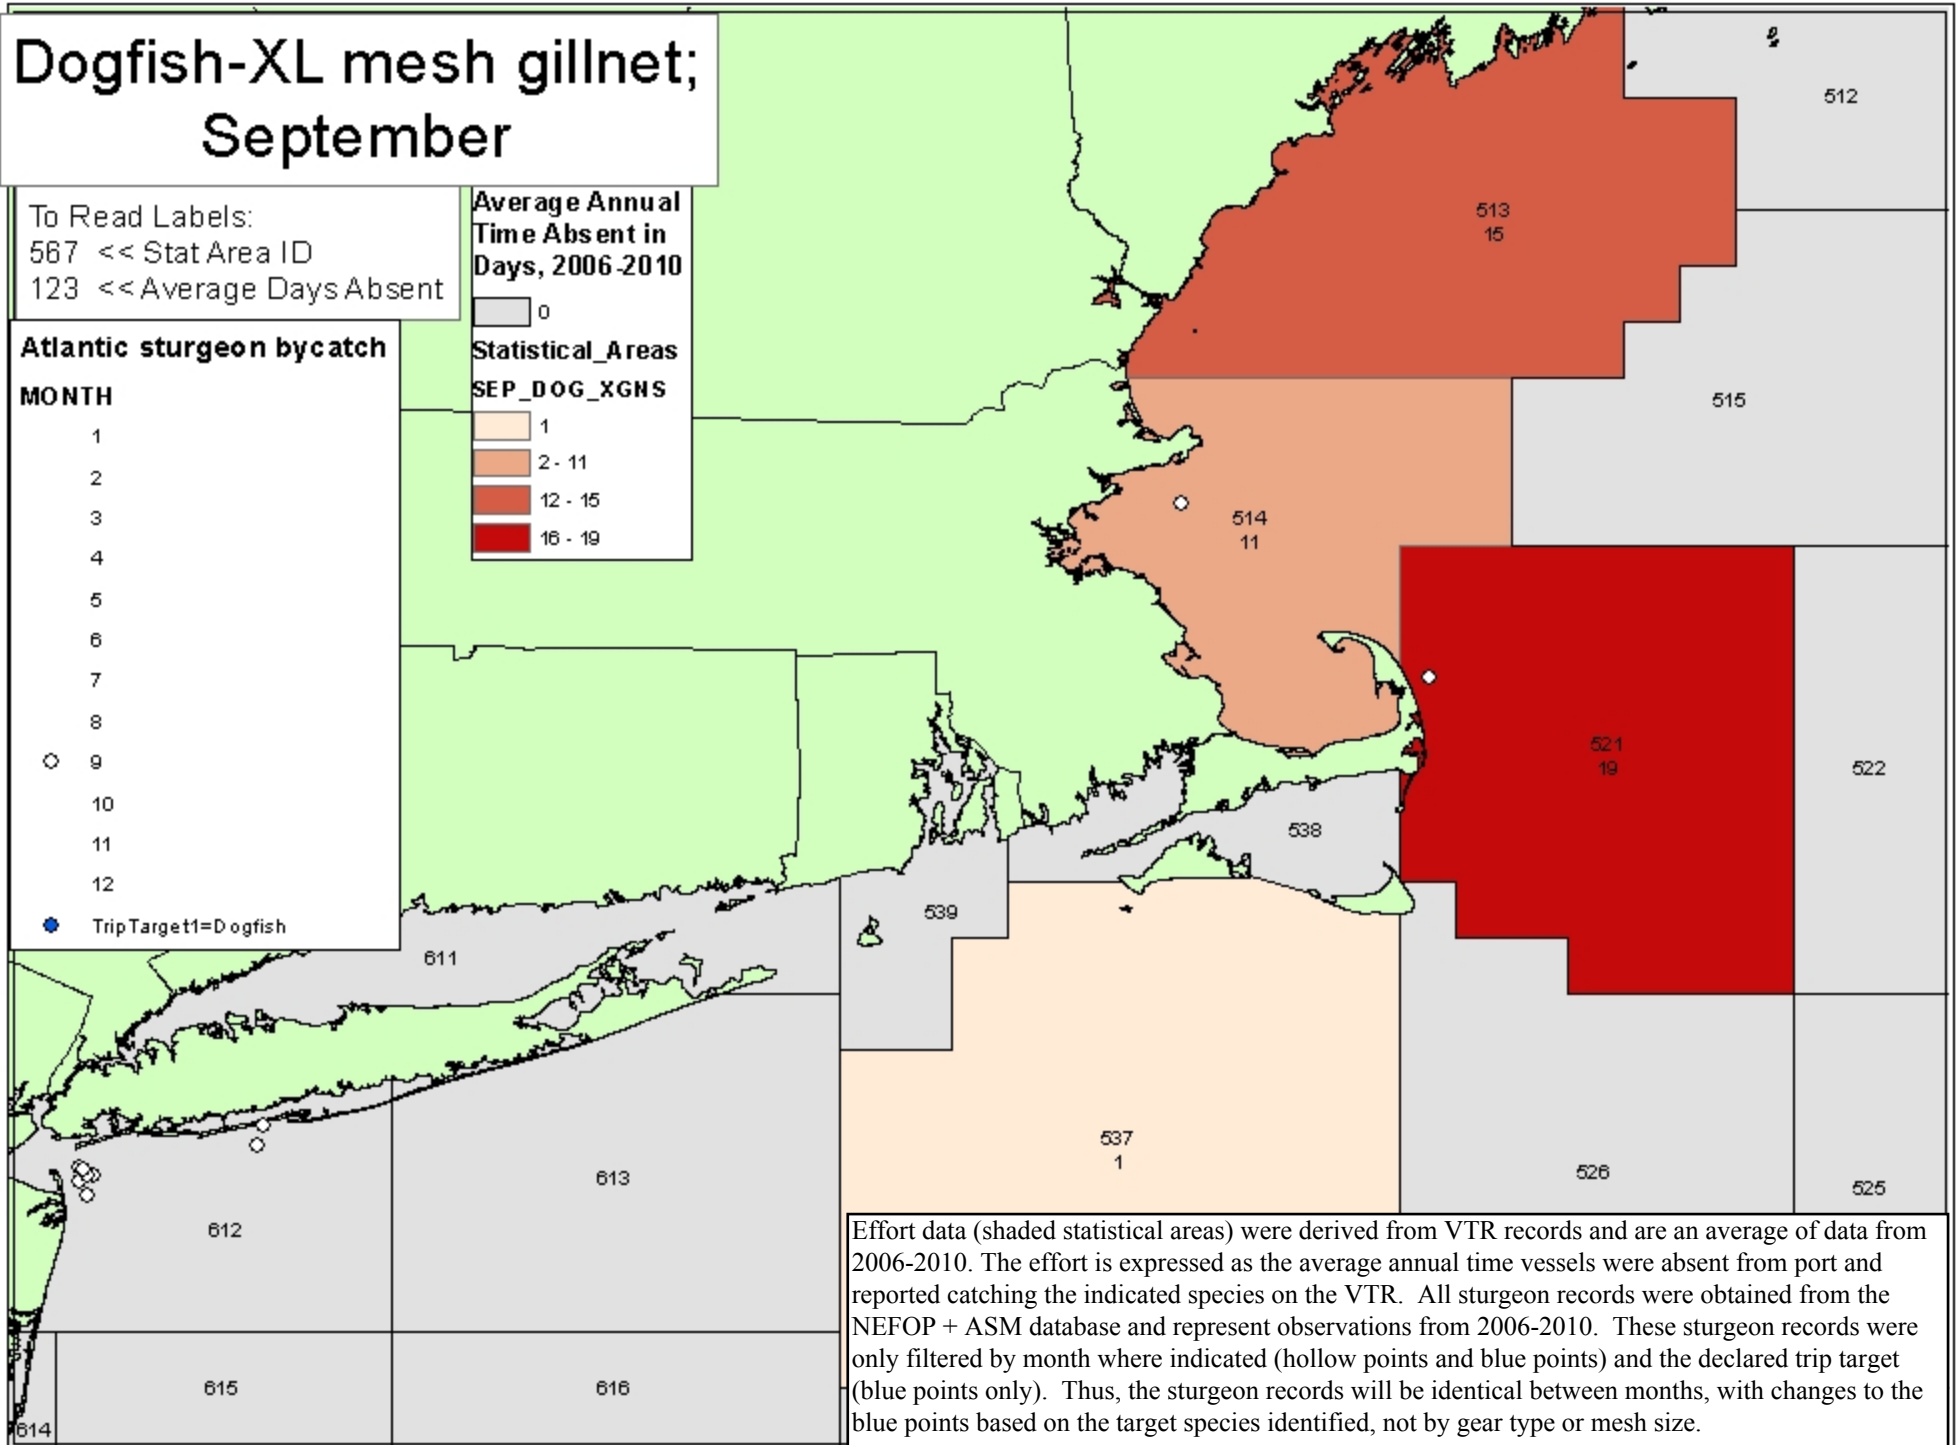 Dogfish-XL mesh gillnet;
September
To Read Labels:
567 << Stat Area ID
123 << Average Days Absent
Average Annual
Time Absent in
Days, 2006-2010
0
Statistical_Areas
SEP_DOG_XGNS
1
2 - 11
12 - 15
16 - 19
Atlantic sturgeon bycatch
MONTH
1
2
3
4
5
6
7
8
9
10
11
12
TripTarget1=Dogfish
512
513
15
515
514
11
521
19
522
538
539
611
537
1
526
525
613
612
615
616
614
Effort data (shaded statistical areas) were derived from VTR records and are an average of data from
2006-2010. The effort is expressed as the average annual time vessels were absent from port and
reported catching the indicated species on the VTR.  All sturgeon records were obtained from the
NEFOP + ASM database and represent observations from 2006-2010.  These sturgeon records were
only filtered by month where indicated (hollow points and blue points) and the declared trip target
(blue points only).  Thus, the sturgeon records will be identical between months, with changes to the
blue points based on the target species identified, not by gear type or mesh size.